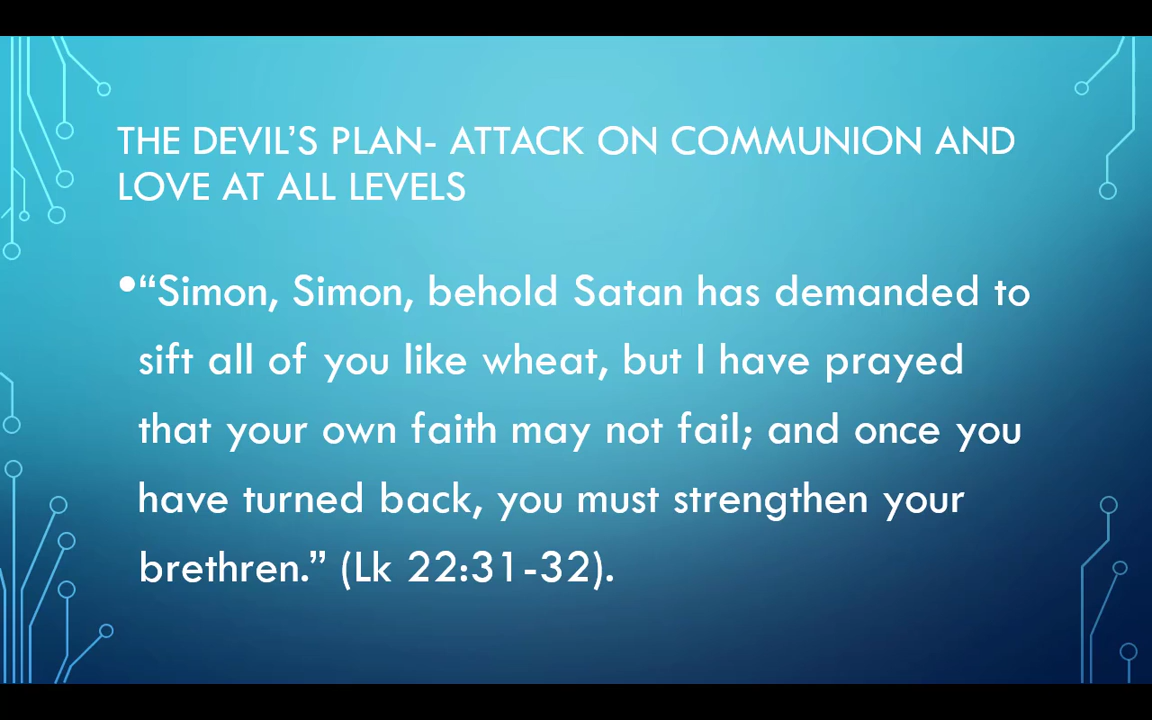 THE DEVIL’S PLAN- ATTACK ON COMMUNION AND
LOVE AT ALL LEVELS
•“Simon, Simon, behold Satan has demanded to
sift all of you like wheat, but I have prayed
that your own faith may not fail; and once you
have turned back, you must strengthen your
brethren.” (Lk 22:31-32).